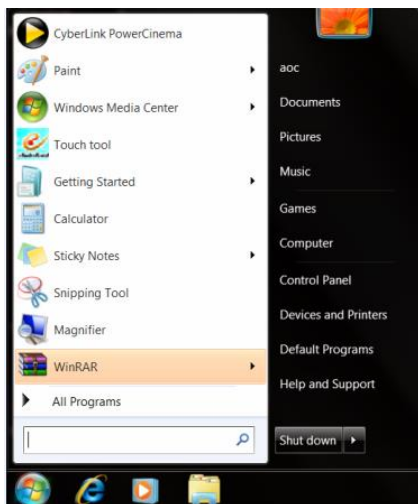 CyberLink PowerCinema
Paint
Windows Media Center
Touch tool
Getting Started
Calculator
Sticky Notes
Snipping Tool
Magnifier
WinRAR
All Programs
aoc
Documents
Pictures
Music
Games
Computer
Control Panel
Devices and Printers
Default Programs
Help and Support
Shut down